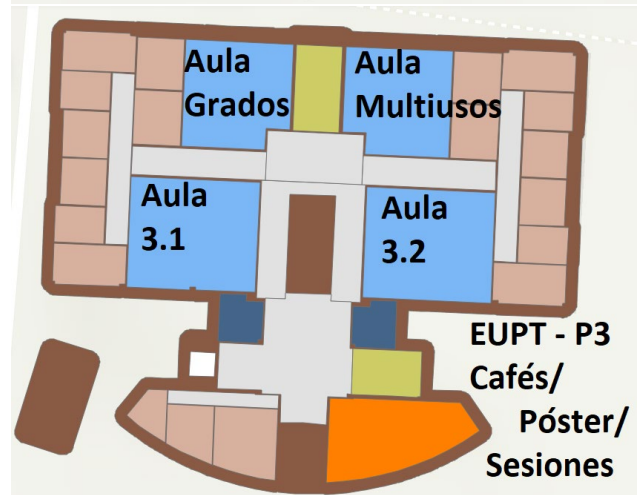 Aula
Grados
Aula
Multiusos
Aula
3.1
Aula
3.2
EUPT - P3
Cafés/
Póster/
Sesiones